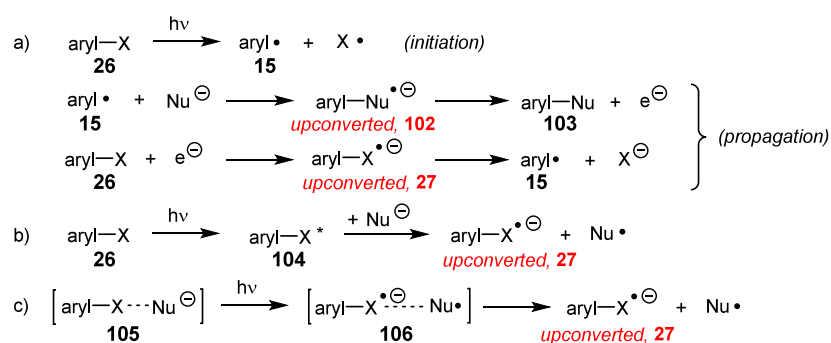 a) aryl—X hν aryl• + X• (initiation)
26 15
aryl• + Nu⊖ aryl—Nu•⊖ aryl—Nu + e⊖
15 upconverted, 102 103 (propagation)
aryl—X + e⊖ aryl—X•⊖ aryl• + X⊖
26 upconverted, 27 15
b) aryl—X hν aryl—X* + Nu⊖ aryl—X•⊖ + Nu•
26 104 upconverted, 27
c) [aryl—X---Nu⊖] hν [aryl—X•⊖-----Nu•] aryl—X•⊖ + Nu•
105 106 upconverted, 27